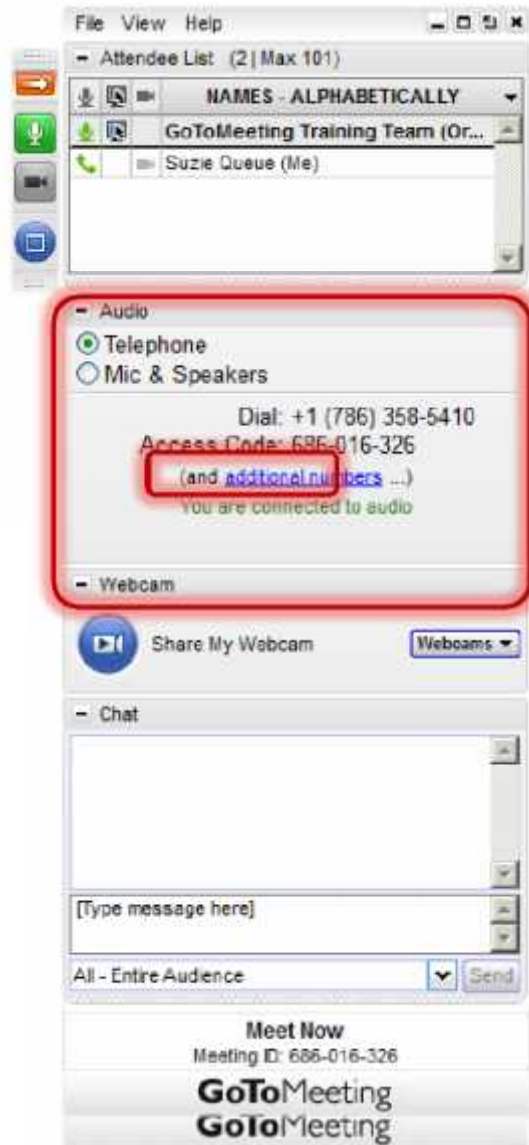 File View Help
- Attendee List (2 | Max 101)
NAMES - ALPHABETICALLY
GoToMeeting Training Team (Or...
Suzie Queue (Me)
- Audio
Telephone
Mic & Speakers
Dial: +1 (786) 358-5410
Access Code: 686-016-326
(and addtional numbers ...)
You are connected to audio
- Webcam
Share My Webcam
Webcams
- Chat
[Type message here]
All - Entire Audience
Send
Meet Now
Meeting ID: 686-016-326
GoToMeeting
GoToMeeting